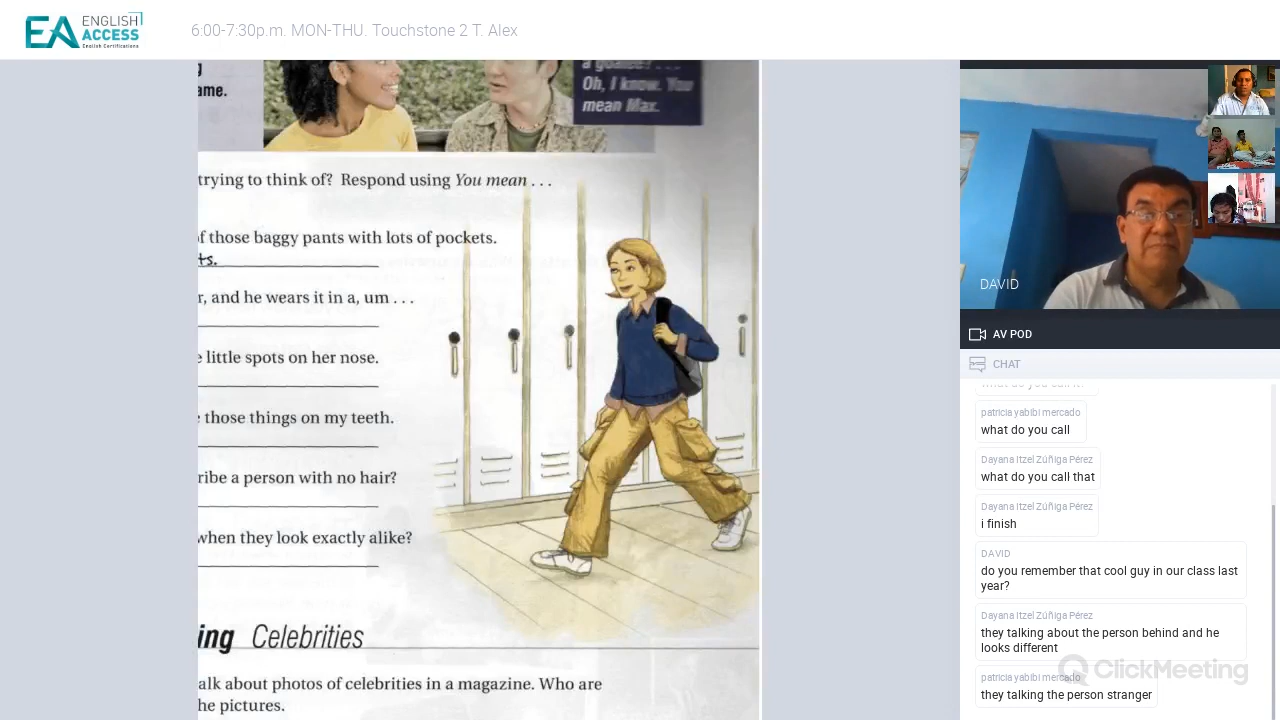 EA ENGLISH ACCESS
English Certifications
6:00-7:30p.m. MON-THU. Touchstone 2 T. Alex
ame.
a goatee? . . .
Oh, I know. You
mean Max.
trying to think of? Respond using You mean . . .
f those baggy pants with lots of pockets.
ts.
r, and he wears it in a, um . . .
e little spots on her nose.
e those things on my teeth.
ribe a person with no hair?
when they look exactly alike?
ing Celebrities
alk about photos of celebrities in a magazine. Who are
he pictures.
DAVID
AV POD
CHAT
what do you call it?
patricia yabibi mercado
what do you call
Dayana Itzel Zúñiga Pérez
what do you call that
Dayana Itzel Zúñiga Pérez
i finish
DAVID
do you remember that cool guy in our class last
year?
Dayana Itzel Zúñiga Pérez
they talking about the person behind and he
looks different
patricia yabibi mercado
they talking the person stranger
ClickMeeting